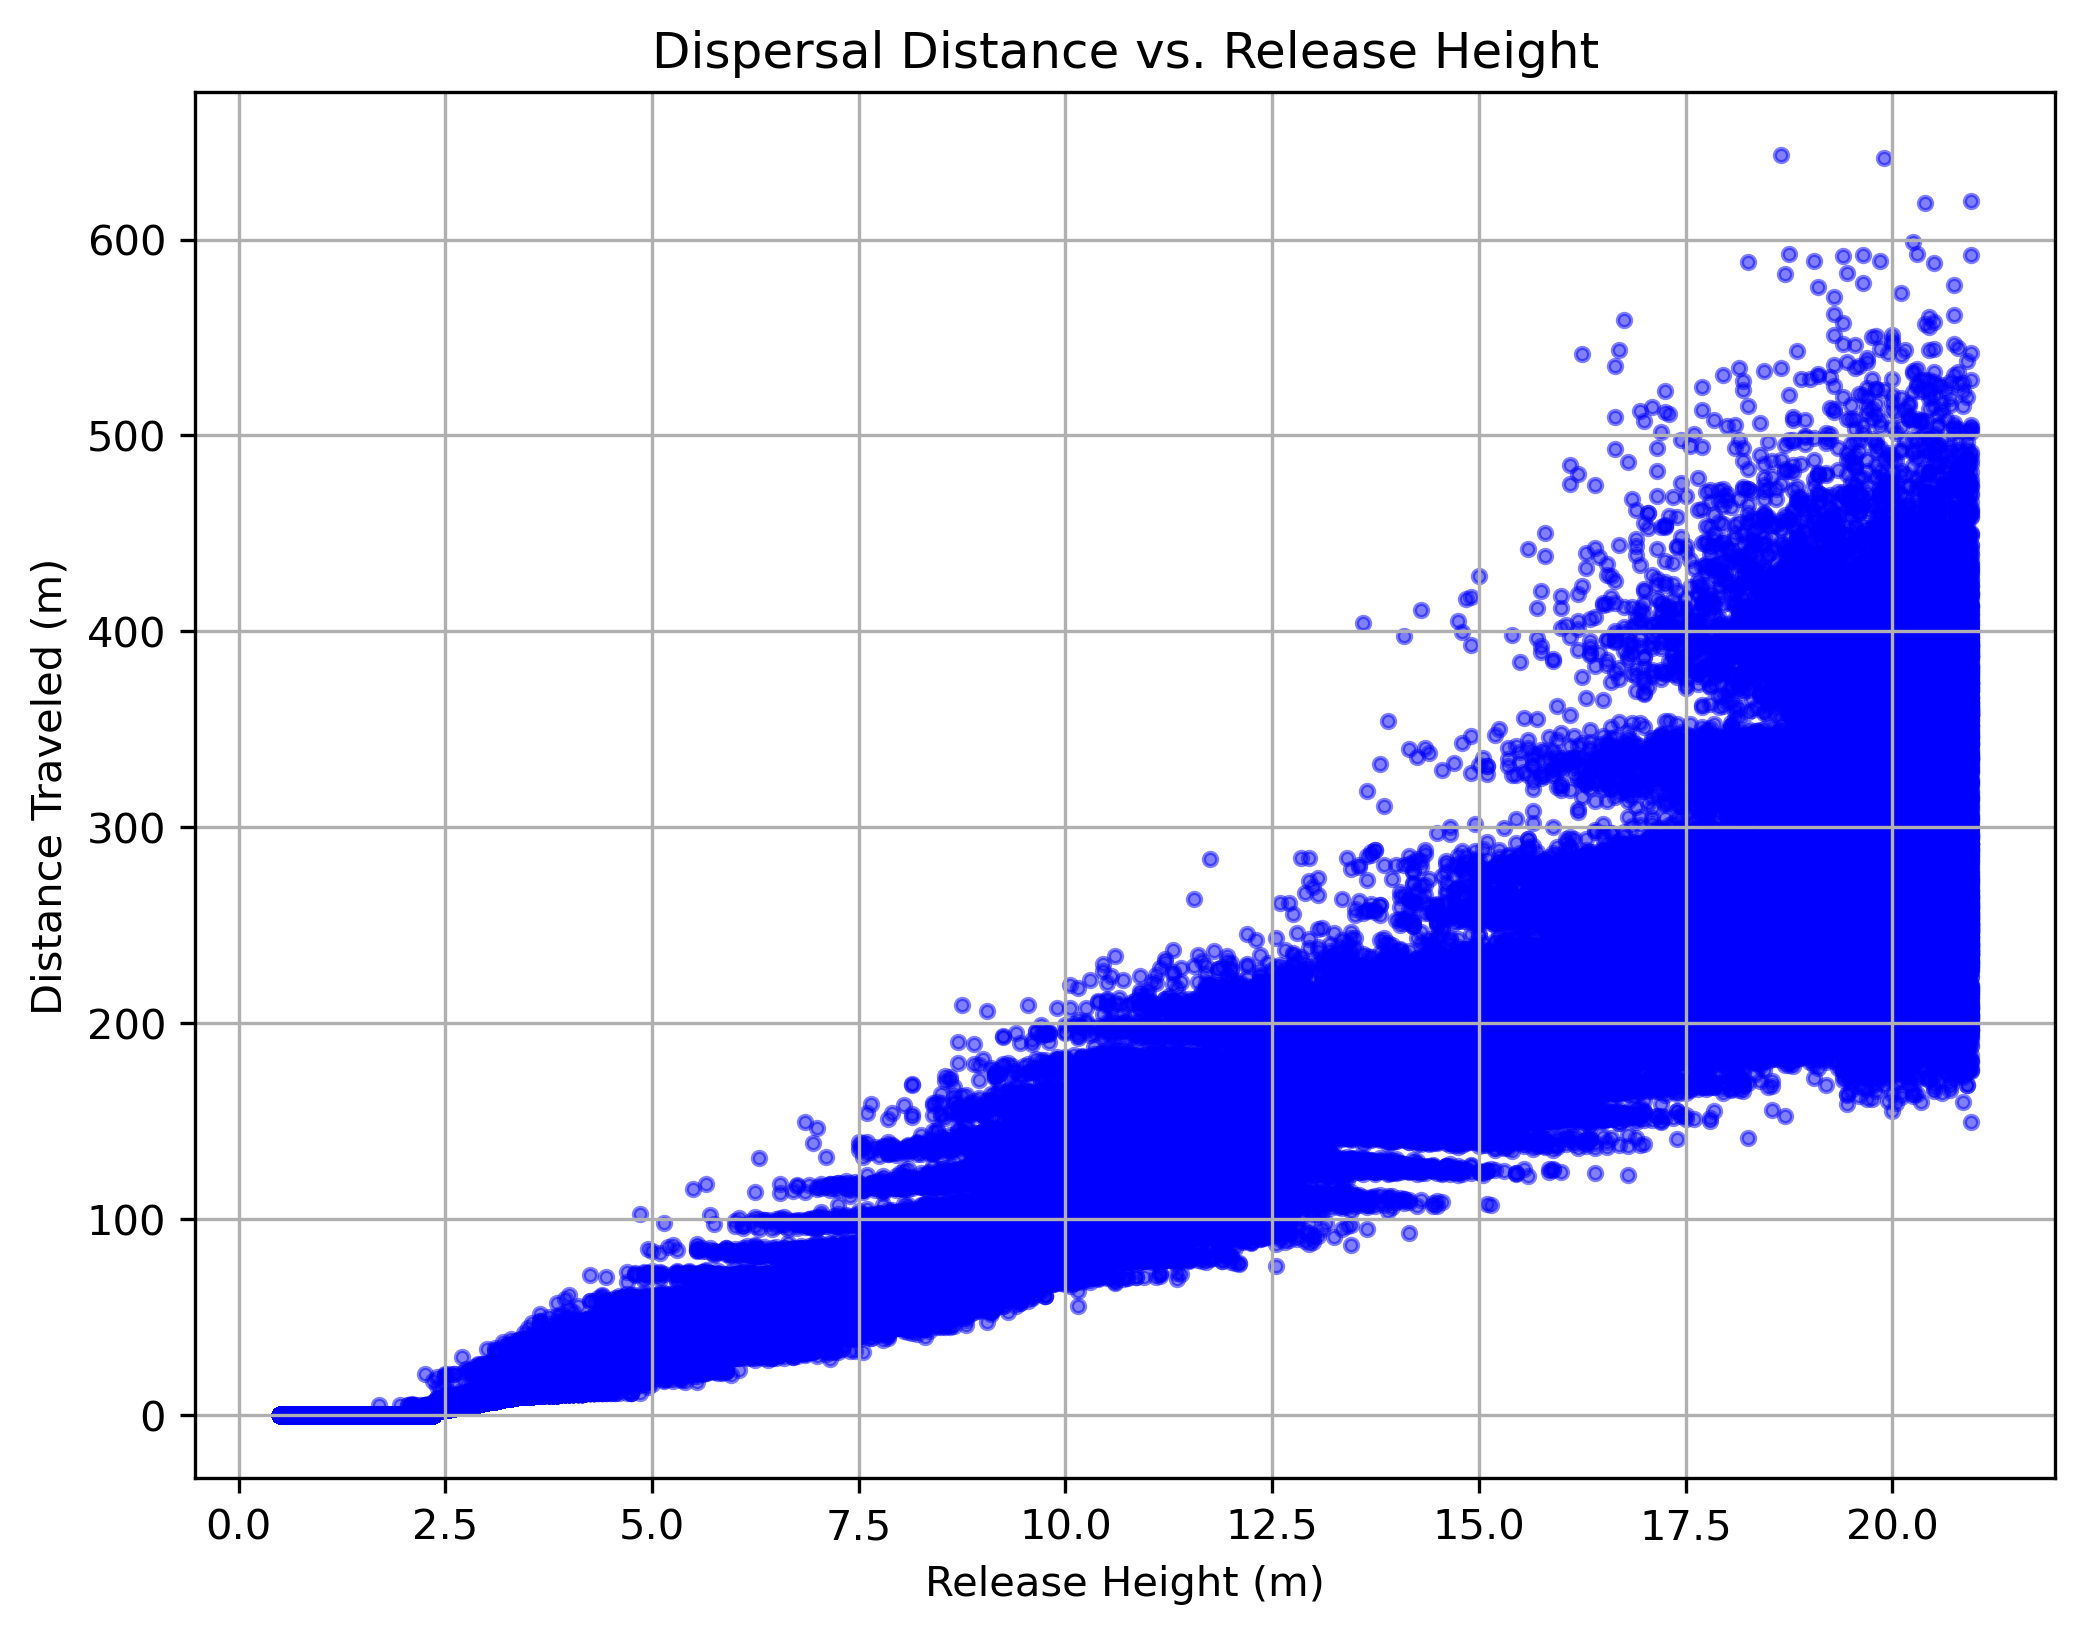 Dispersal Distance vs. Release Height
Distance Traveled (m)
600
500
400
300
200
100
0
0.0 2.5 5.0 7.5 10.0 12.5 15.0 17.5 20.0
Release Height (m)